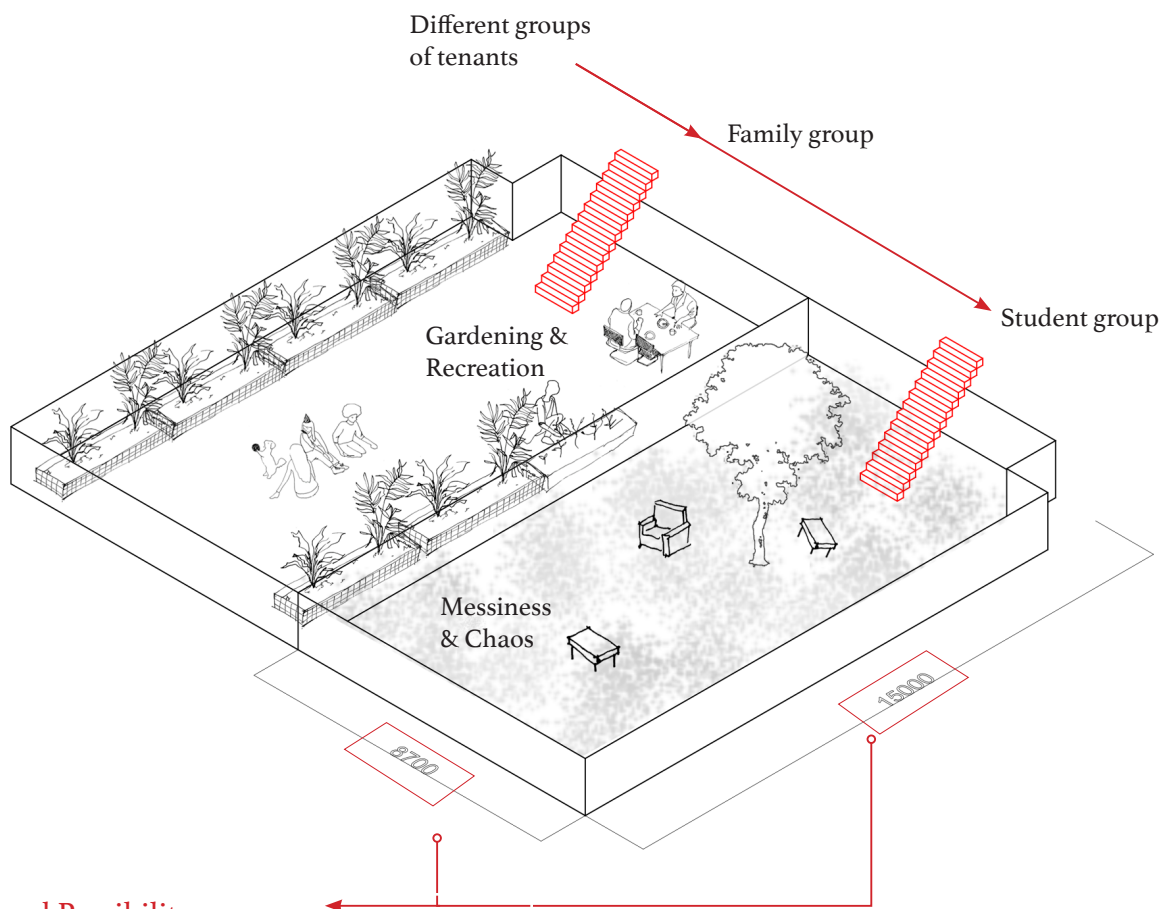 Different groups
of tenants
Family group
Student group
Gardening &
Recreation
Messiness
& Chaos
15000
8700